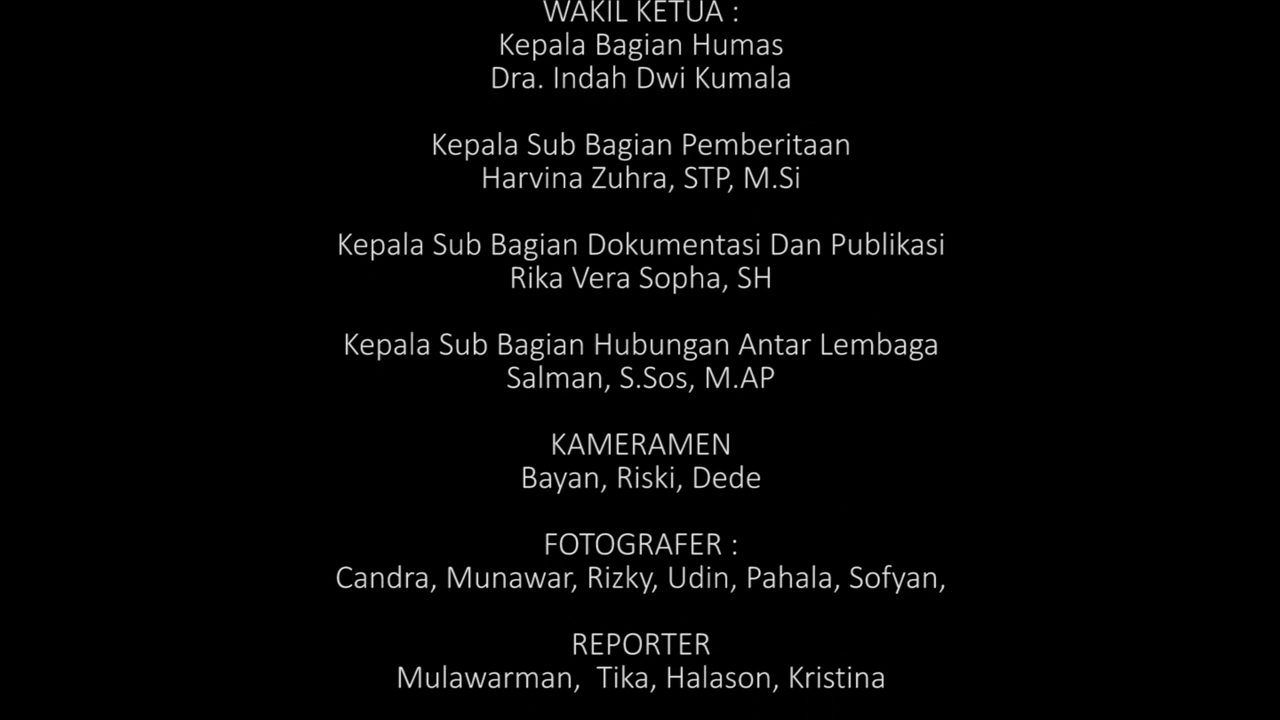 WAKIL KETUA :
Kepala Bagian Humas
Dra. Indah Dwi Kumala
Kepala Sub Bagian Pemberitaan
Harvina Zuhra, STP, M.Si
Kepala Sub Bagian Dokumentasi Dan Publikasi
Rika Vera Sopha, SH
Kepala Sub Bagian Hubungan Antar Lembaga
Salman, S.Sos, M.AP
KAMERAMEN
Bayan, Riski, Dede
FOTOGRAFER :
Candra, Munawar, Rizky, Udin, Pahala, Sofyan,
REPORTER
Mulawarman, Tika, Halason, Kristina